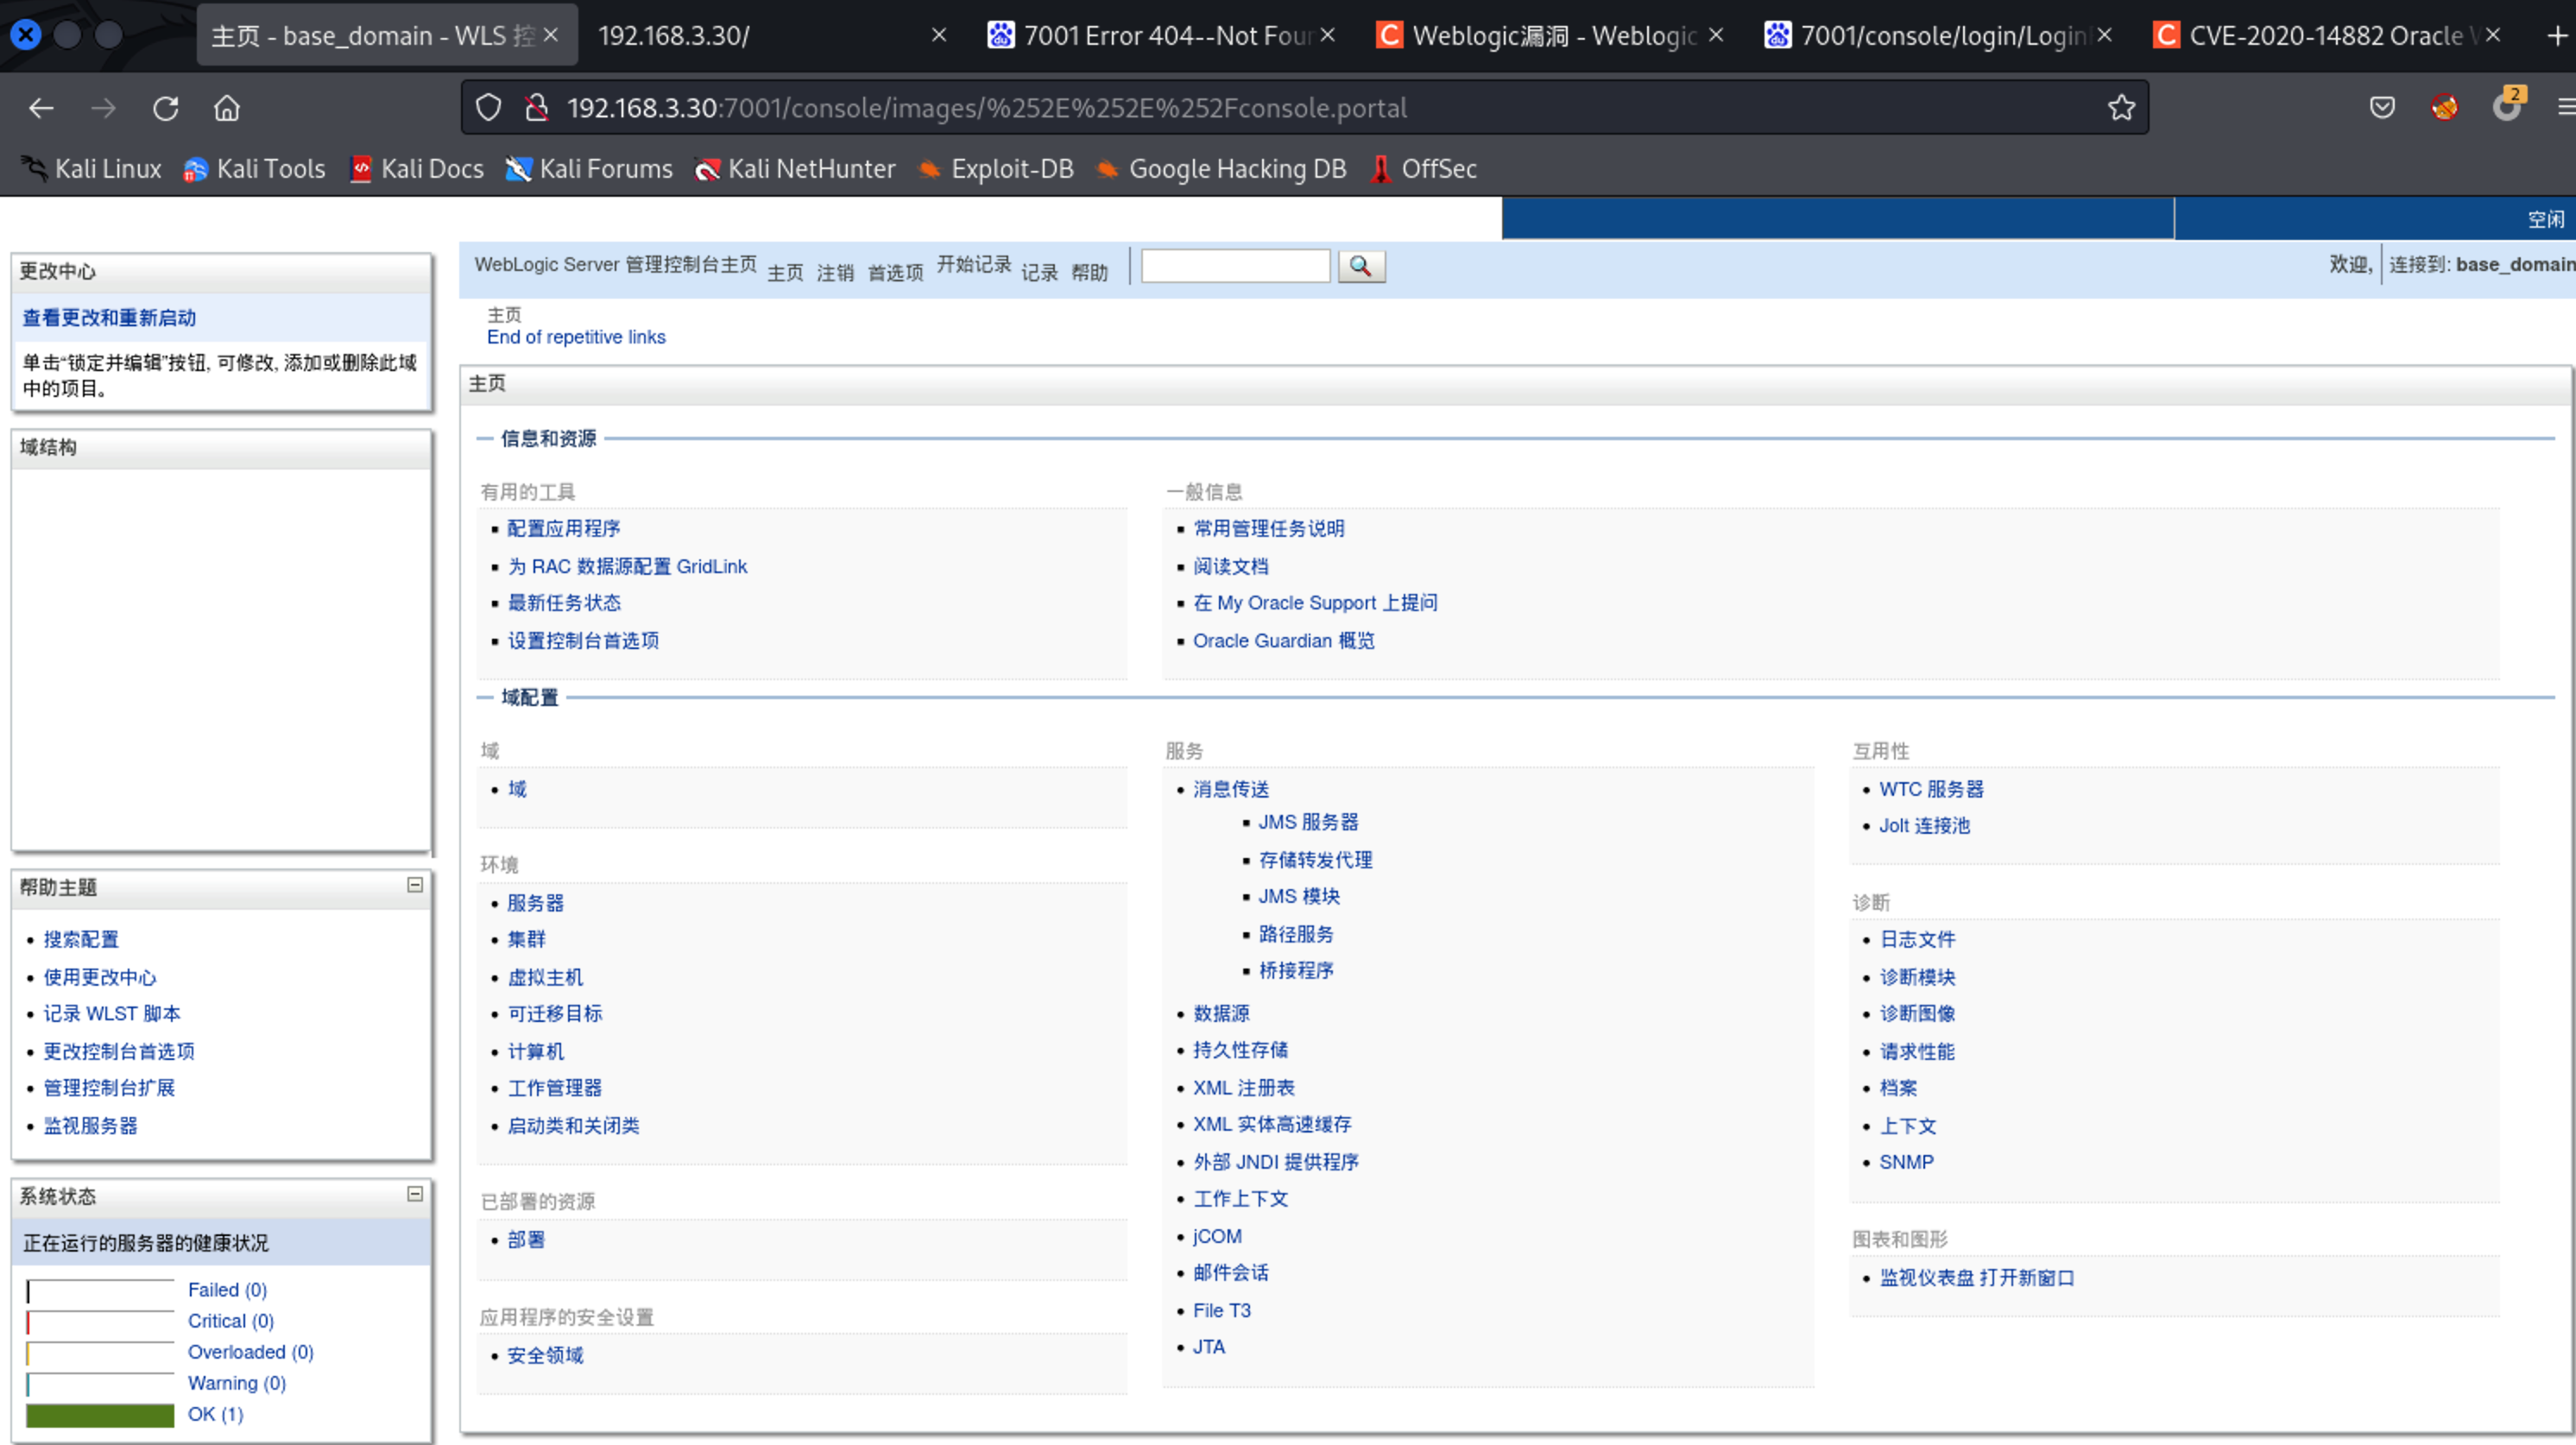 主页 - base_domain - WLS 控
192.168.3.30/
7001 Error 404--Not Four
Weblogic漏洞 - Weblogic
7001/console/login/Login
CVE-2020-14882 Oracle
192.168.3.30:7001/console/images/%252E%252E%252Fconsole.portal
2
Kali Linux
Kali Tools
Kali Docs
Kali Forums
Kali NetHunter
Exploit-DB
Google Hacking DB
OffSec
空闲
WebLogic Server 管理控制台主页 主页 注销 首选项 开始记录 记录 帮助
欢迎, 连接到: base_domain
主页
End of repetitive links
更改中心
查看更改和重新启动
单击“锁定并编辑”按钮, 可修改, 添加或删除此域
中的项目。
域结构
帮助主题
搜索配置
使用更改中心
记录 WLST 脚本
更改控制台首选项
管理控制台扩展
监视服务器
系统状态
正在运行的服务器的健康状况
Failed (0)
Critical (0)
Overloaded (0)
Warning (0)
OK (1)
主页
信息和资源
有用的工具
配置应用程序
为 RAC 数据源配置 GridLink
最新任务状态
设置控制台首选项
一般信息
常用管理任务说明
阅读文档
在 My Oracle Support 上提问
Oracle Guardian 概览
域配置
域
域
环境
服务器
集群
虚拟主机
可迁移目标
计算机
工作管理器
启动类和关闭类
已部署的资源
部署
应用程序的安全设置
安全领域
服务
消息传送
JMS 服务器
存储转发代理
JMS 模块
路径服务
桥接程序
数据源
持久性存储
XML 注册表
XML 实体高速缓存
外部 JNDI 提供程序
工作上下文
jCOM
邮件会话
File T3
JTA
互用性
WTC 服务器
Jolt 连接池
诊断
日志文件
诊断模块
诊断图像
请求性能
档案
上下文
SNMP
图表和图形
监视仪表盘 打开新窗口